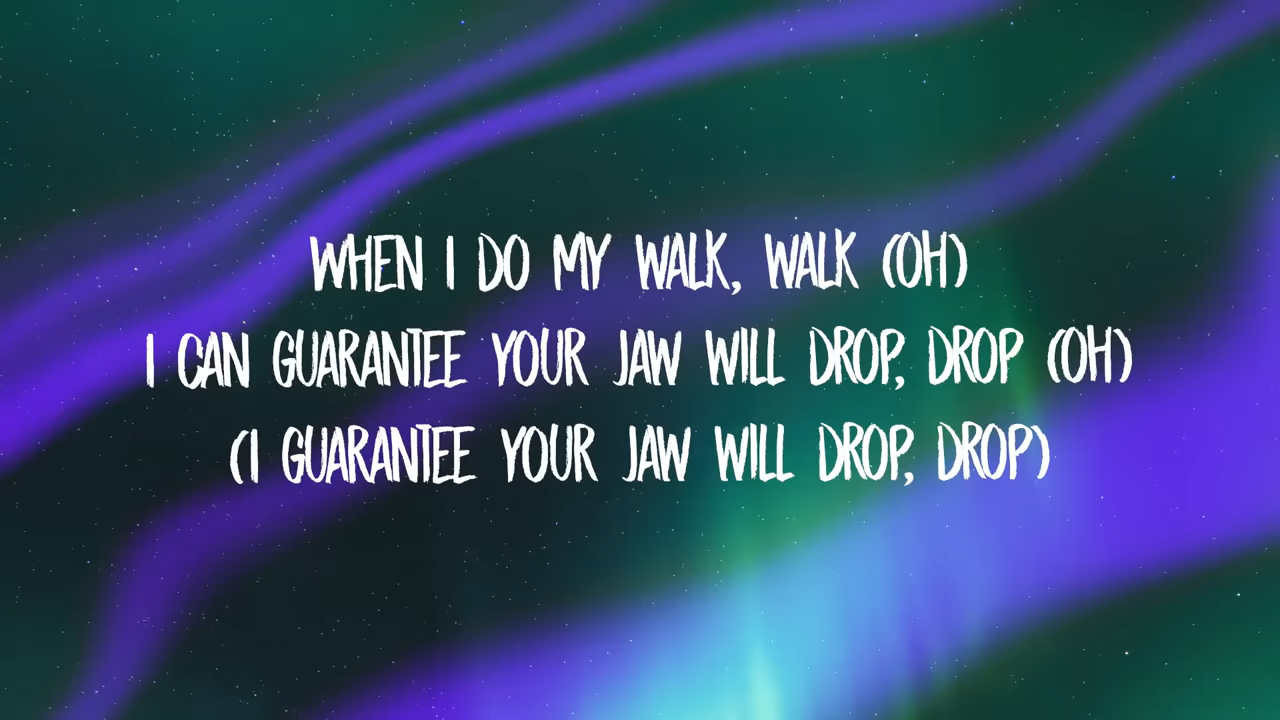 WHEN I DO MY WALK, WALK (OH)
I CAN GUARANTEE YOUR JAW WILL DROP, DROP (OH)
(I GUARANTEE YOUR JAW WILL DROP, DROP)